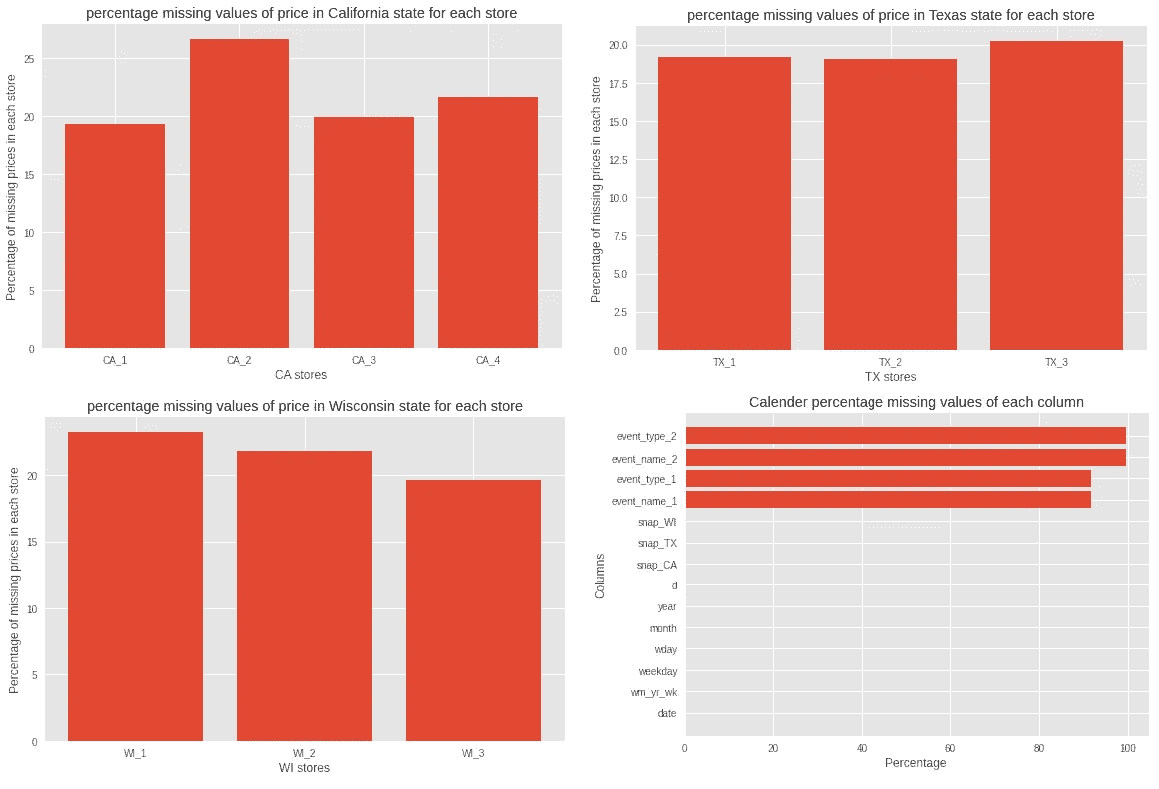 percentage missing values of price in California state for each store
Percentage of missing prices in each store
25
20
15
10
5
0
CA_1 CA_2 CA_3 CA_4
CA stores
percentage missing values of price in Texas state for each store
Percentage of missing prices in each store
20.0
17.5
15.0
12.5
10.0
7.5
5.0
2.5
0.0
TX_1 TX_2 TX_3
TX stores
percentage missing values of price in Wisconsin state for each store
Percentage of missing prices in each store
20
15
10
5
0
WI_1 WI_2 WI_3
WI stores
Calender percentage missing values of each column
Columns
event_type_2
event_name_2
event_type_1
event_name_1
snap_WI
snap_TX
snap_CA
d
year
month
wday
weekday
wm_yr_wk
date
0 20 40 60 80 100
Percentage